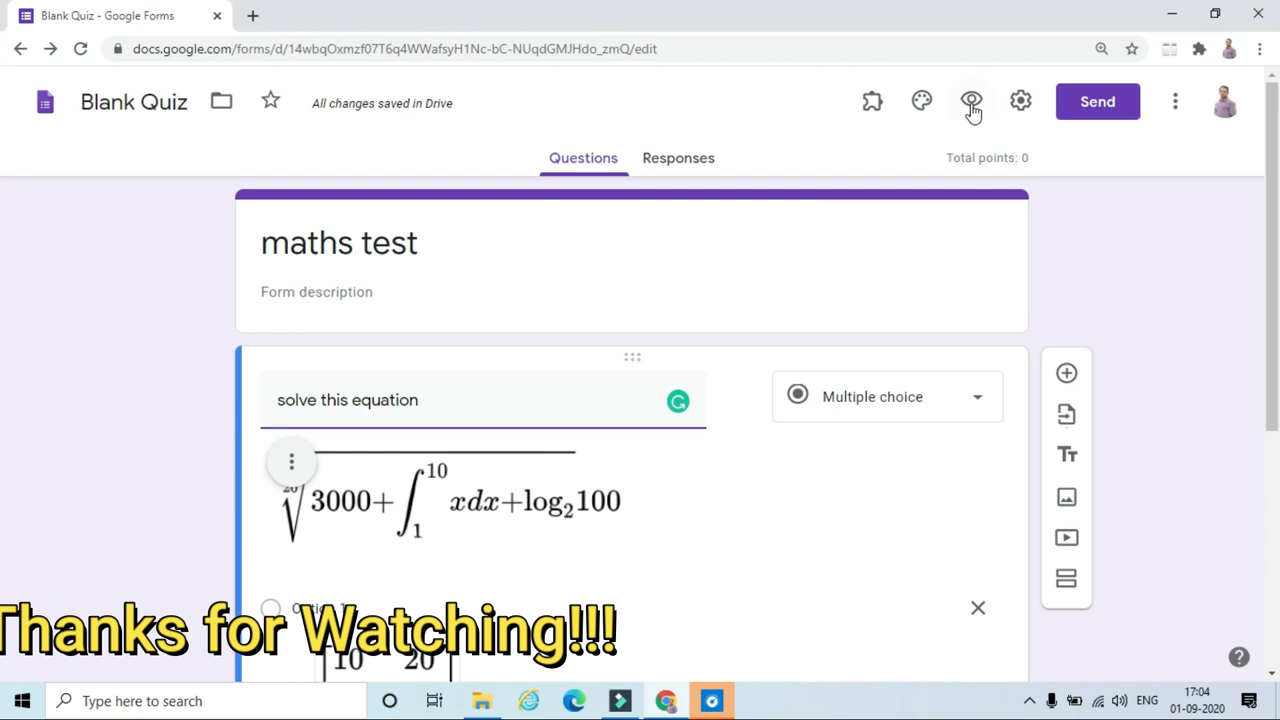 Blank Quiz - Google Forms
docs.google.com/forms/d/14wbqOxmzf07T6q4WWafsyH1Nc-bC-NUqdGMJHdo_zmQ/edit
Blank Quiz
All changes saved in Drive
Send
Questions
Responses
Total points: 0
maths test
Form description
solve this equation
Multiple choice
20√3000+∫₁¹⁰ xdx+log₂100
Thanks for Watching!!!
10 20
Type here to search
ENG
17:04
01-09-2020